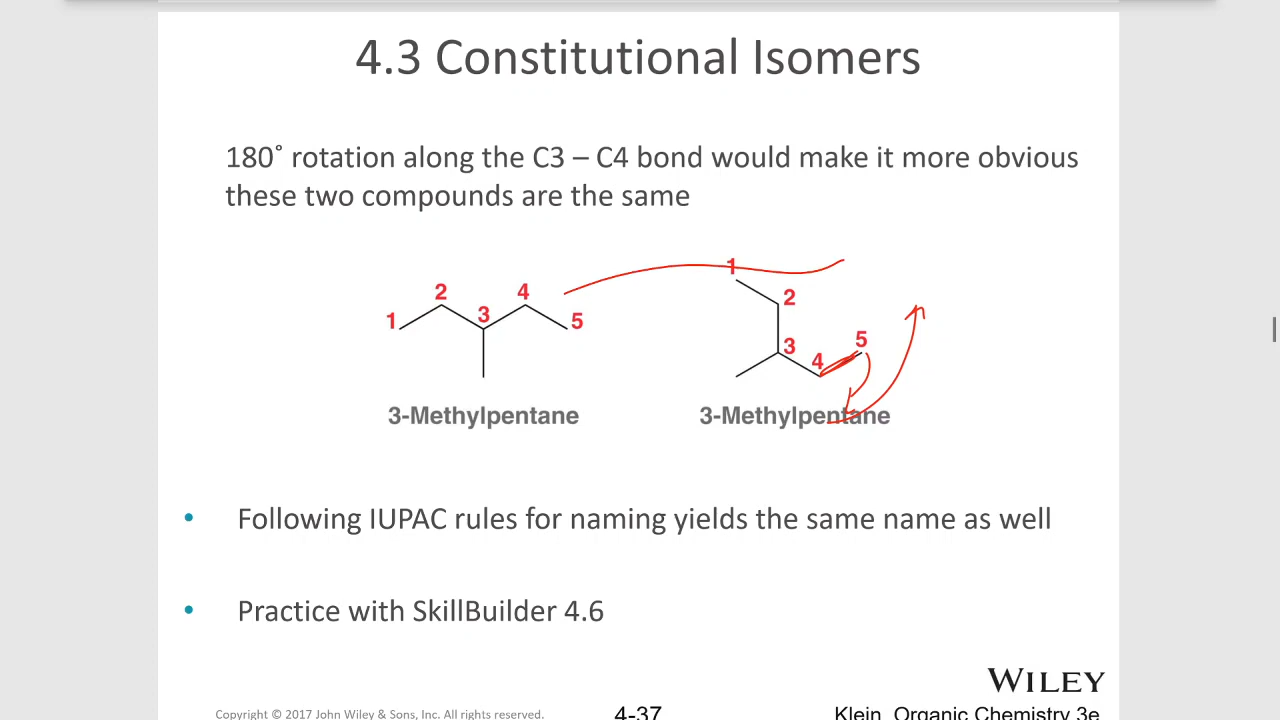 4.3 Constitutional Isomers
180˚ rotation along the C3 – C4 bond would make it more obvious
these two compounds are the same
1 2 3 4 5
1 2 3 4 5
3-Methylpentane 3-Methylpentane
• Following IUPAC rules for naming yields the same name as well
• Practice with SkillBuilder 4.6
WILEY
Copyright © 2017 John Wiley & Sons, Inc. All rights reserved. 4-37 Klein, Organic Chemistry 3e